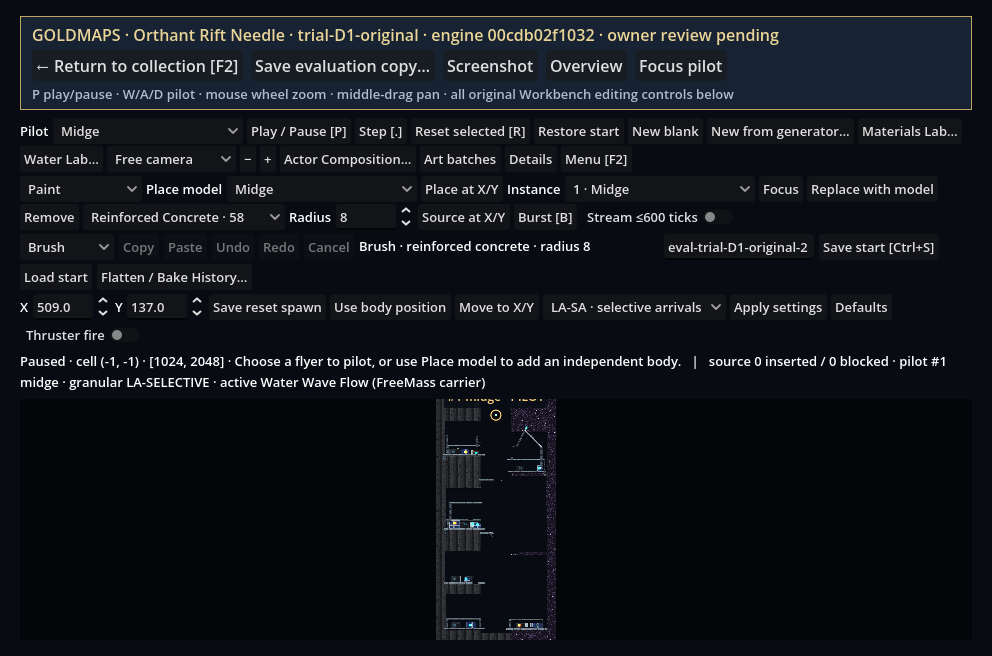 GOLDMAPS · Orthant Rift Needle · trial-D1-original · engine 00cdb02f1032 · owner review pending
← Return to collection [F2] Save evaluation copy... Screenshot Overview Focus pilot
P play/pause · W/A/D pilot · mouse wheel zoom · middle-drag pan · all original Workbench editing controls below
Pilot Midge Play / Pause [P] Step [.] Reset selected [R] Restore start New blank New from generator... Materials Lab...
Water Lab... Free camera − + Actor Composition... Art batches Details Menu [F2]
Paint Place model Midge Place at X/Y Instance 1 · Midge Focus Replace with model
Remove Reinforced Concrete · 58 Radius 8 Source at X/Y Burst [B] Stream ≤600 ticks
Brush Copy Paste Undo Redo Cancel Brush · reinforced concrete · radius 8 eval-trial-D1-original-2 Save start [Ctrl+S]
Load start Flatten / Bake History...
X 509.0 Y 137.0 Save reset spawn Use body position Move to X/Y LA-SA · selective arrivals Apply settings Defaults
Thruster fire
Paused · cell (-1, -1) · [1024, 2048] · Choose a flyer to pilot, or use Place model to add an independent body. | source 0 inserted / 0 blocked · pilot #1
midge · granular LA-SELECTIVE · active Water Wave Flow (FreeMass carrier)